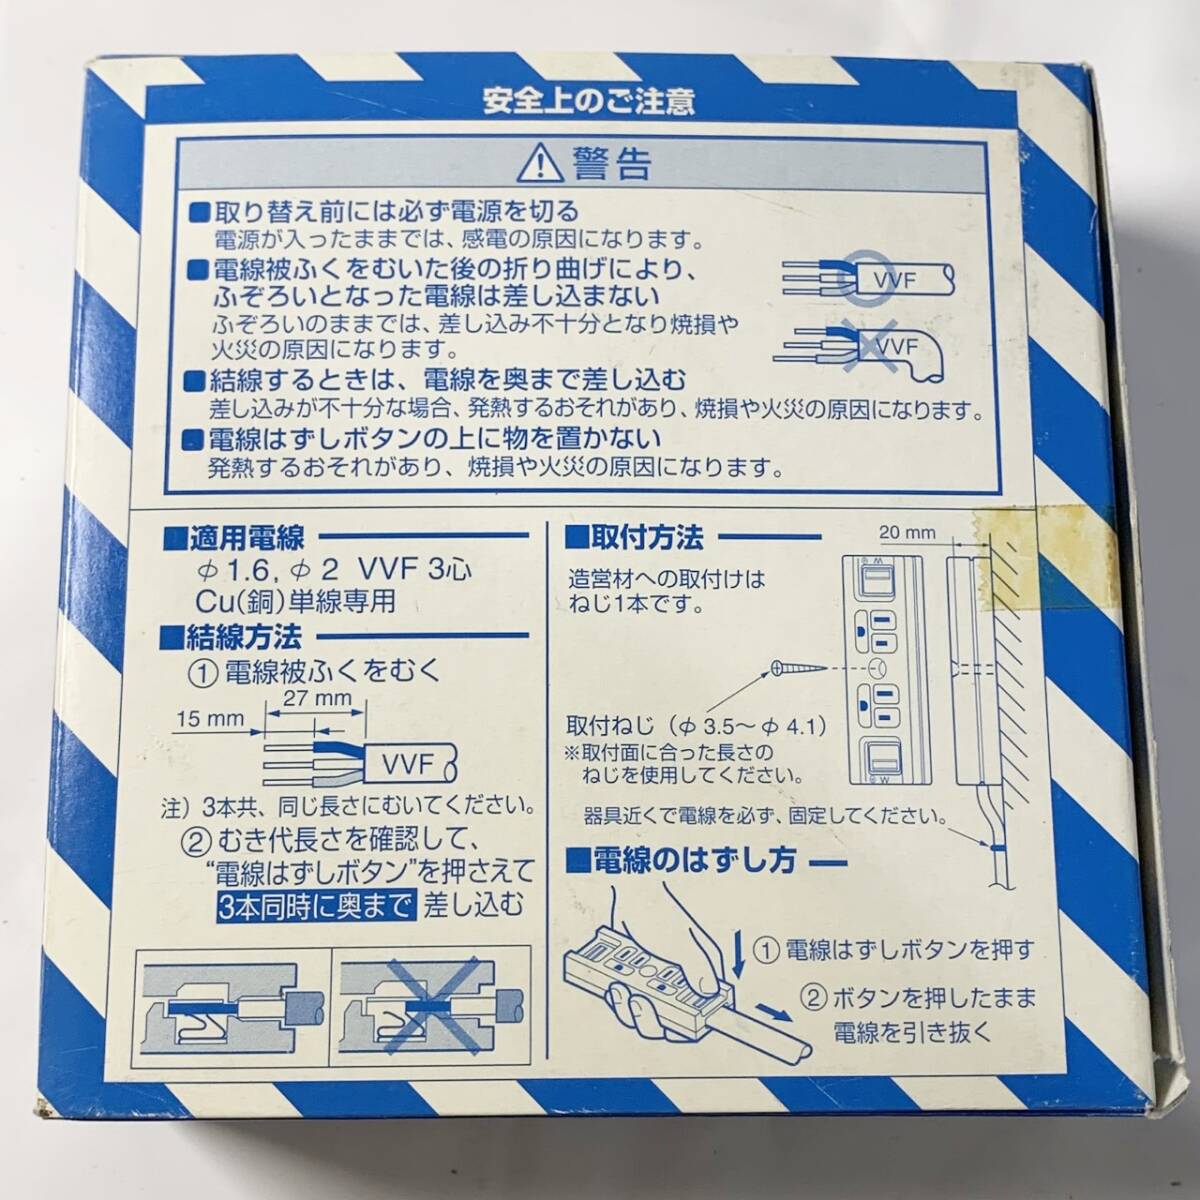 安全上のご注意
警告
■取り替え前には必ず電源を切る
電源が入ったままでは、感電の原因になります。
■電線被ふくをむいた後の折り曲げにより、
ふぞろいとなった電線は差し込まない
ふぞろいのままでは、差し込み不十分となり焼損や
火災の原因になります。
VVF
VVF
■結線するときは、電線を奥まで差し込む
差し込みが不十分な場合、発熱するおそれがあり、焼損や火災の原因になります。
■電線はずしボタンの上に物を置かない
発熱するおそれがあり、焼損や火災の原因になります。
■適用電線
φ1.6, φ2 VVF 3心
Cu(銅)単線専用
■結線方法
① 電線被ふくをむく
27 mm
15 mm
VVF
注）3本共、同じ長さにむいてください。
② むき代長さを確認して、
“電線はずしボタン”を押さえて
3本同時に奥まで 差し込む
■取付方法
20 mm
造営材への取付けは
ねじ1本です。
W
取付ねじ（φ3.5〜φ4.1）
※取付面に合った長さの
ねじを使用してください。
W
器具近くで電線を必ず、固定してください。
■電線のはずし方
① 電線はずしボタンを押す
② ボタンを押したまま
電線を引き抜く